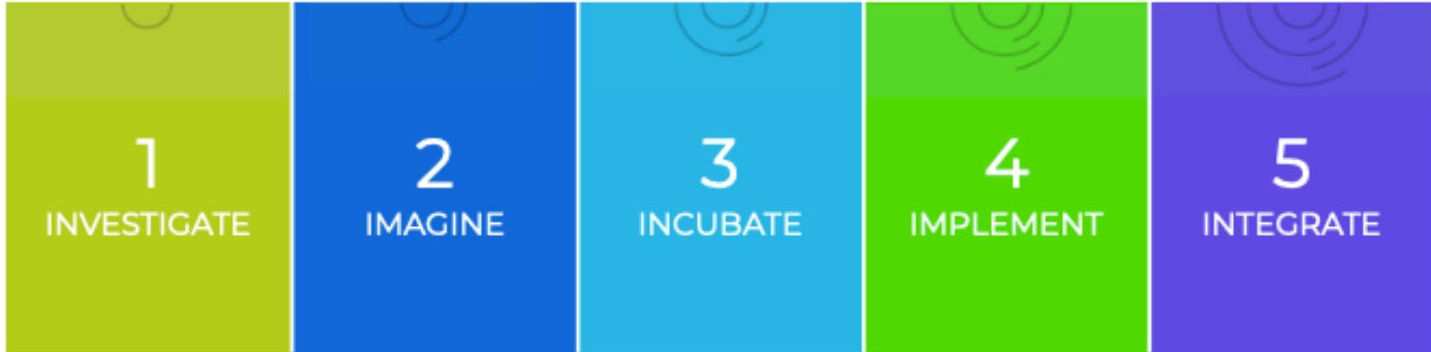 1
INVESTIGATE
2
IMAGINE
3
INCUBATE
4
IMPLEMENT
5
INTEGRATE